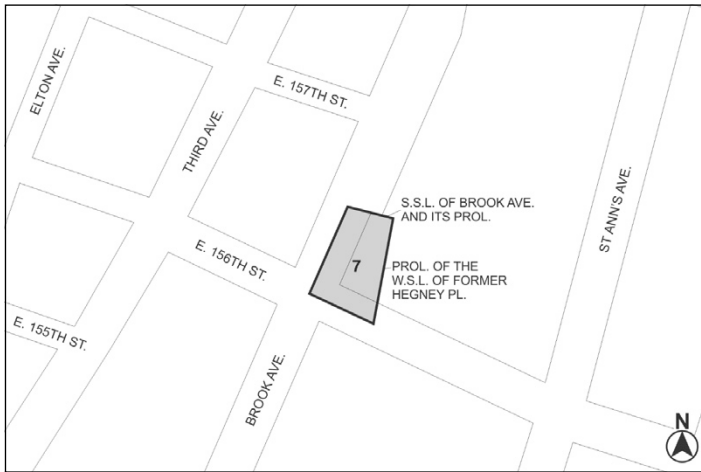 ELTON AVE.
THIRD AVE.
E. 157TH ST.
S.S.L. OF BROOK AVE.
AND ITS PROL.
ST ANN'S AVE.
E. 156TH ST.
7
PROL. OF THE
W.S.L. OF FORMER
HEGNEY PL.
E. 155TH ST.
BROOK AVE.
N